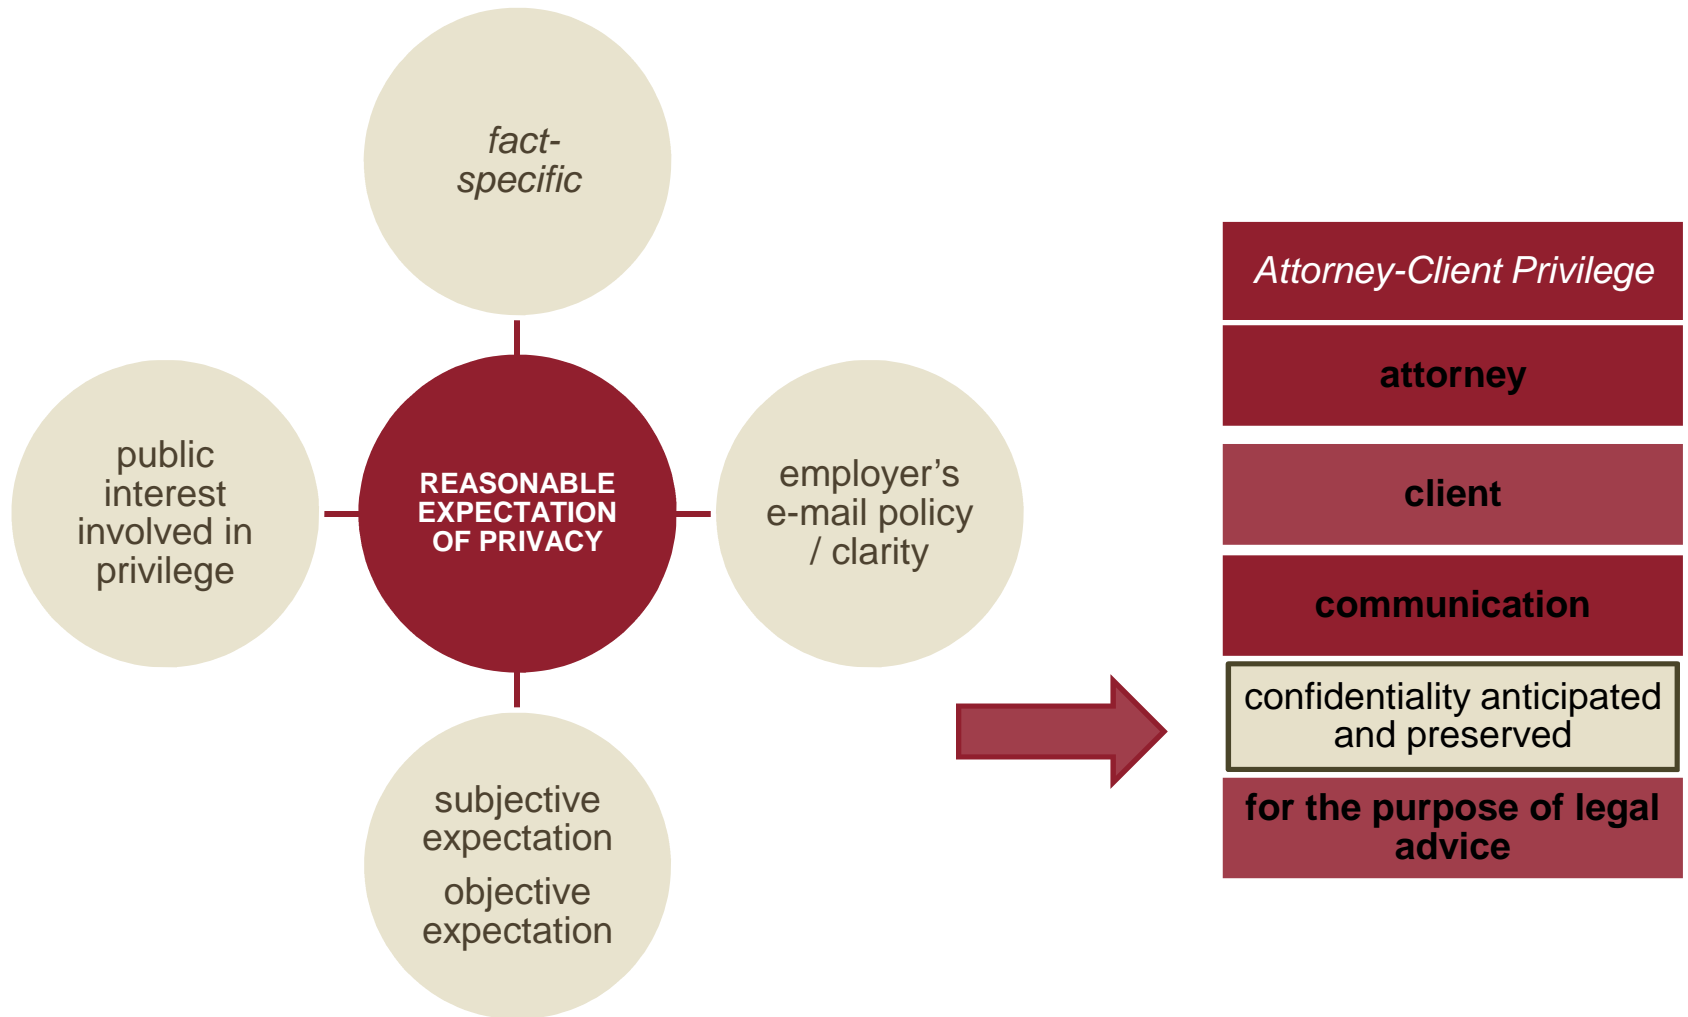 fact-
specific
public
interest
involved in
privilege
REASONABLE
EXPECTATION
OF PRIVACY
employer’s
e-mail policy
/ clarity
subjective
expectation
objective
expectation
Attorney-Client Privilege
attorney
client
communication
confidentiality anticipated
and preserved
for the purpose of legal
advice